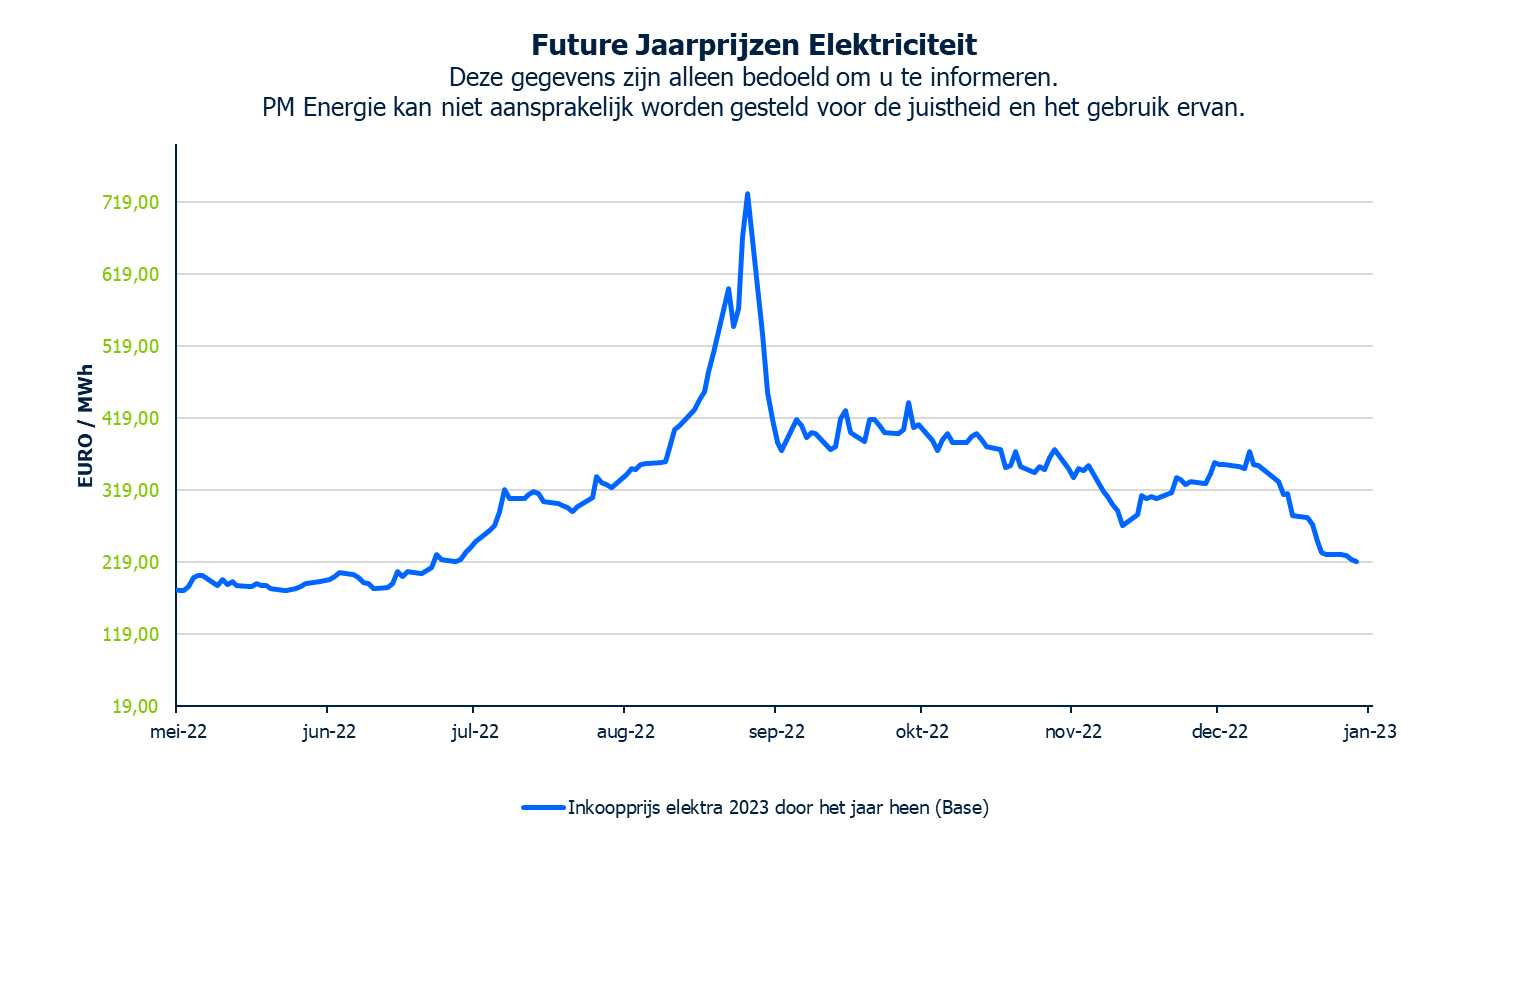 Future Jaarprijzen Elektriciteit
Deze gegevens zijn alleen bedoeld om u te informeren.
PM Energie kan niet aansprakelijk worden gesteld voor de juistheid en het gebruik ervan.
719,00
619,00
519,00
419,00
319,00
219,00
119,00
19,00
EURO / MWh
mei-22
jun-22
jul-22
aug-22
sep-22
okt-22
nov-22
dec-22
jan-23
Inkoopprijs elektra 2023 door het jaar heen (Base)